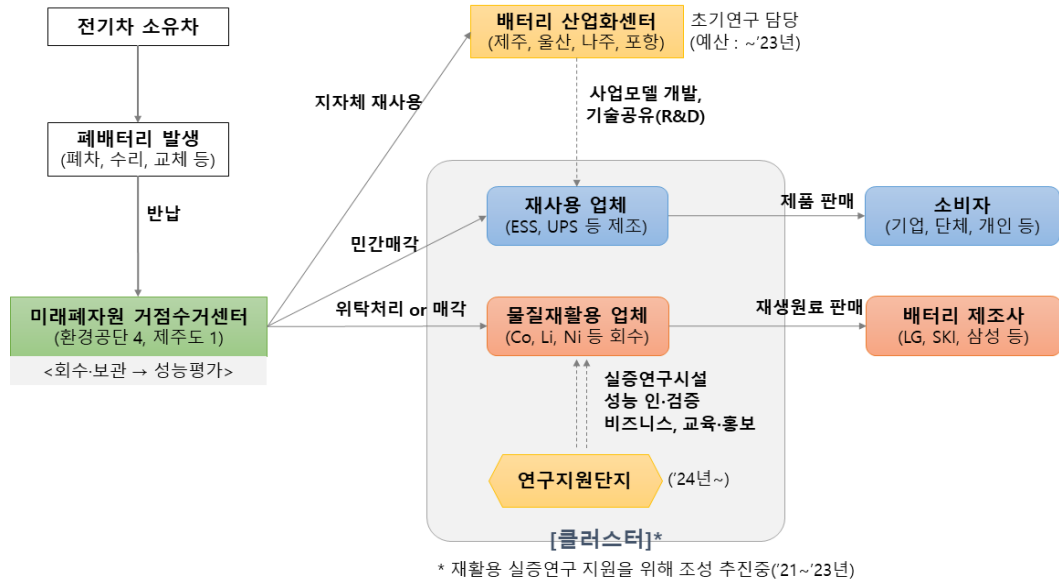 전기차 소유차
폐배터리 발생
(폐차, 수리, 교체 등)
반납
미래폐자원 거점수거센터
(환경공단 4, 제주도 1)
<회수·보관 → 성능평가>
지자체 재사용
민간매각
위탁처리 or 매각
배터리 산업화센터
(제주, 울산, 나주, 포항)
초기연구 담당
(예산 : ~’23년)
사업모델 개발,
기술공유(R&D)
재사용 업체
(ESS, UPS 등 제조)
제품 판매
소비자
(기업, 단체, 개인 등)
물질재활용 업체
(Co, Li, Ni 등 회수)
재생원료 판매
배터리 제조사
(LG, SKI, 삼성 등)
실증연구시설
성능 인·검증
비즈니스, 교육·홍보
연구지원단지
(’24년~)
[클러스터]*
* 재활용 실증연구 지원을 위해 조성 추진중(’21~’23년)